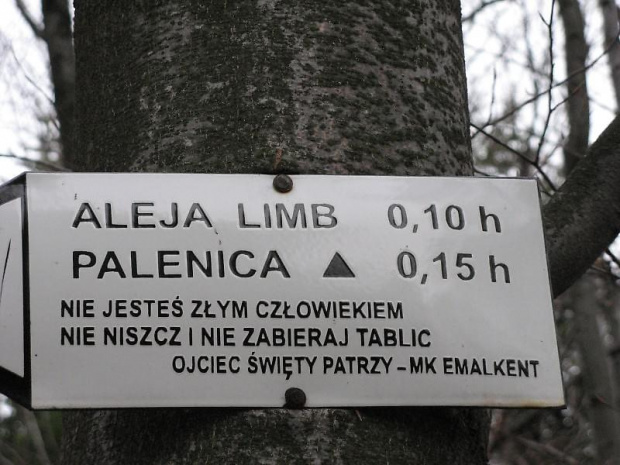 ALEJA LIMB 0,10 h
PALENICA ▲ 0,15 h
NIE JESTEŚ ZŁYM CZŁOWIEKIEM
NIE NISZCZ I NIE ZABIERAJ TABLIC
OJCIEC ŚWIĘTY PATRZY – MK EMALKENT